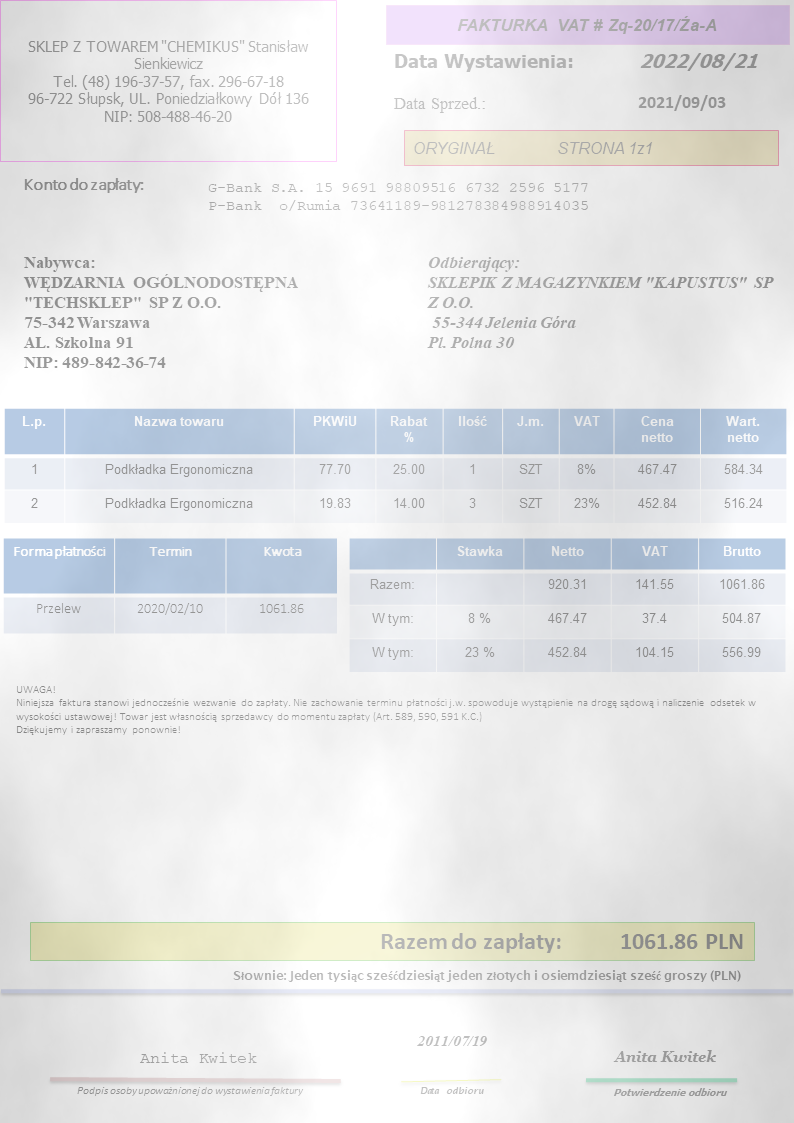 SKLEP Z TOWAREM "CHEMIKUS" Stanisław
Sienkiewicz
Tel. (48) 196-37-57, fax. 296-67-18
96-722 Słupsk, UL. Poniedziałkowy Dół 136
NIP: 508-488-46-20
FAKTURKA VAT # Zq-20/17/Źa-A
Data Wystawienia: 2022/08/21
Data Sprzed.: 2021/09/03
ORYGINAŁ STRONA 1z1
Konto do zapłaty:
G-Bank S.A. 15 9691 98809516 6732 2596 5177
P-Bank o/Rumia 73641189-981278384988914035
Nabywca:
WĘDZARNIA OGÓLNODOSTĘPNA
"TECHSKLEP" SP Z O.O.
75-342 Warszawa
AL. Szkolna 91
NIP: 489-842-36-74
Odbierający:
SKLEPIK Z MAGAZYNKIEM "KAPUSTUS" SP
Z O.O.
55-344 Jelenia Góra
Pl. Polna 30
L.p. Nazwa towaru PKWiU Rabat % Ilość J.m. VAT Cena netto Wart. netto
1 Podkładka Ergonomiczna 77.70 25.00 1 SZT 8% 467.47 584.34
2 Podkładka Ergonomiczna 19.83 14.00 3 SZT 23% 452.84 516.24
Forma płatności Termin Kwota
Przelew 2020/02/10 1061.86
Stawka Netto VAT Brutto
Razem: 920.31 141.55 1061.86
W tym: 8 % 467.47 37.4 504.87
W tym: 23 % 452.84 104.15 556.99
UWAGA!
Niniejsza faktura stanowi jednocześnie wezwanie do zapłaty. Nie zachowanie terminu płatności j.w. spowoduje wystąpienie na drogę sądową i naliczenie odsetek w
wysokości ustawowej! Towar jest własnością sprzedawcy do momentu zapłaty (Art. 589, 590, 591 K.C.)
Dziękujemy i zapraszamy ponownie!
Razem do zapłaty: 1061.86 PLN
Słownie: Jeden tysiąc sześćdziesiąt jeden złotych i osiemdziesiąt sześć groszy (PLN)
Anita Kwitek
2011/07/19
Anita Kwitek
Podpis osoby upoważnionej do wystawienia faktury
Data odbioru
Potwierdzenie odbioru